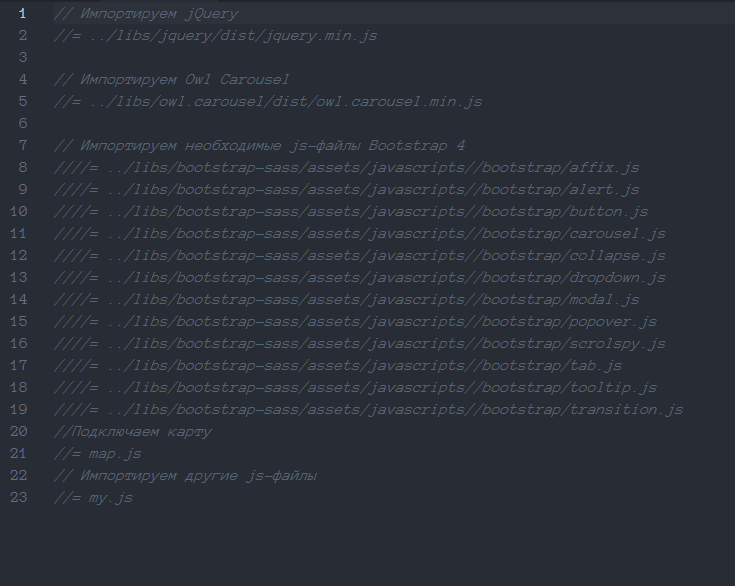 1 // Импортируем jQuery
2 //= ../libs/jquery/dist/jquery.min.js
3
4 // Импортируем Owl Carousel
5 //= ../libs/owl.carousel/dist/owl.carousel.min.js
6
7 // Импортируем необходимые js-файлы Bootstrap 4
8 ////= ../libs/bootstrap-sass/assets/javascripts//bootstrap/affix.js
9 ////= ../libs/bootstrap-sass/assets/javascripts//bootstrap/alert.js
10 ////= ../libs/bootstrap-sass/assets/javascripts//bootstrap/button.js
11 ////= ../libs/bootstrap-sass/assets/javascripts//bootstrap/carousel.js
12 ////= ../libs/bootstrap-sass/assets/javascripts//bootstrap/collapse.js
13 ////= ../libs/bootstrap-sass/assets/javascripts//bootstrap/dropdown.js
14 ////= ../libs/bootstrap-sass/assets/javascripts//bootstrap/modal.js
15 ////= ../libs/bootstrap-sass/assets/javascripts//bootstrap/popover.js
16 ////= ../libs/bootstrap-sass/assets/javascripts//bootstrap/scrolspy.js
17 ////= ../libs/bootstrap-sass/assets/javascripts//bootstrap/tab.js
18 ////= ../libs/bootstrap-sass/assets/javascripts//bootstrap/tooltip.js
19 ////= ../libs/bootstrap-sass/assets/javascripts//bootstrap/transition.js
20 //Подключаем карту
21 //= map.js
22 // Импортируем другие js-файлы
23 //= my.js